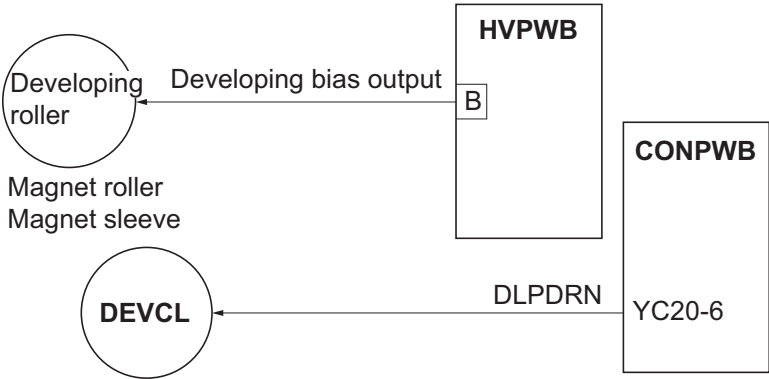 HVPWB
Developing
roller
Developing bias output
B
CONPWB
Magnet roller
Magnet sleeve
DLPDRN
YC20-6
DEVCL